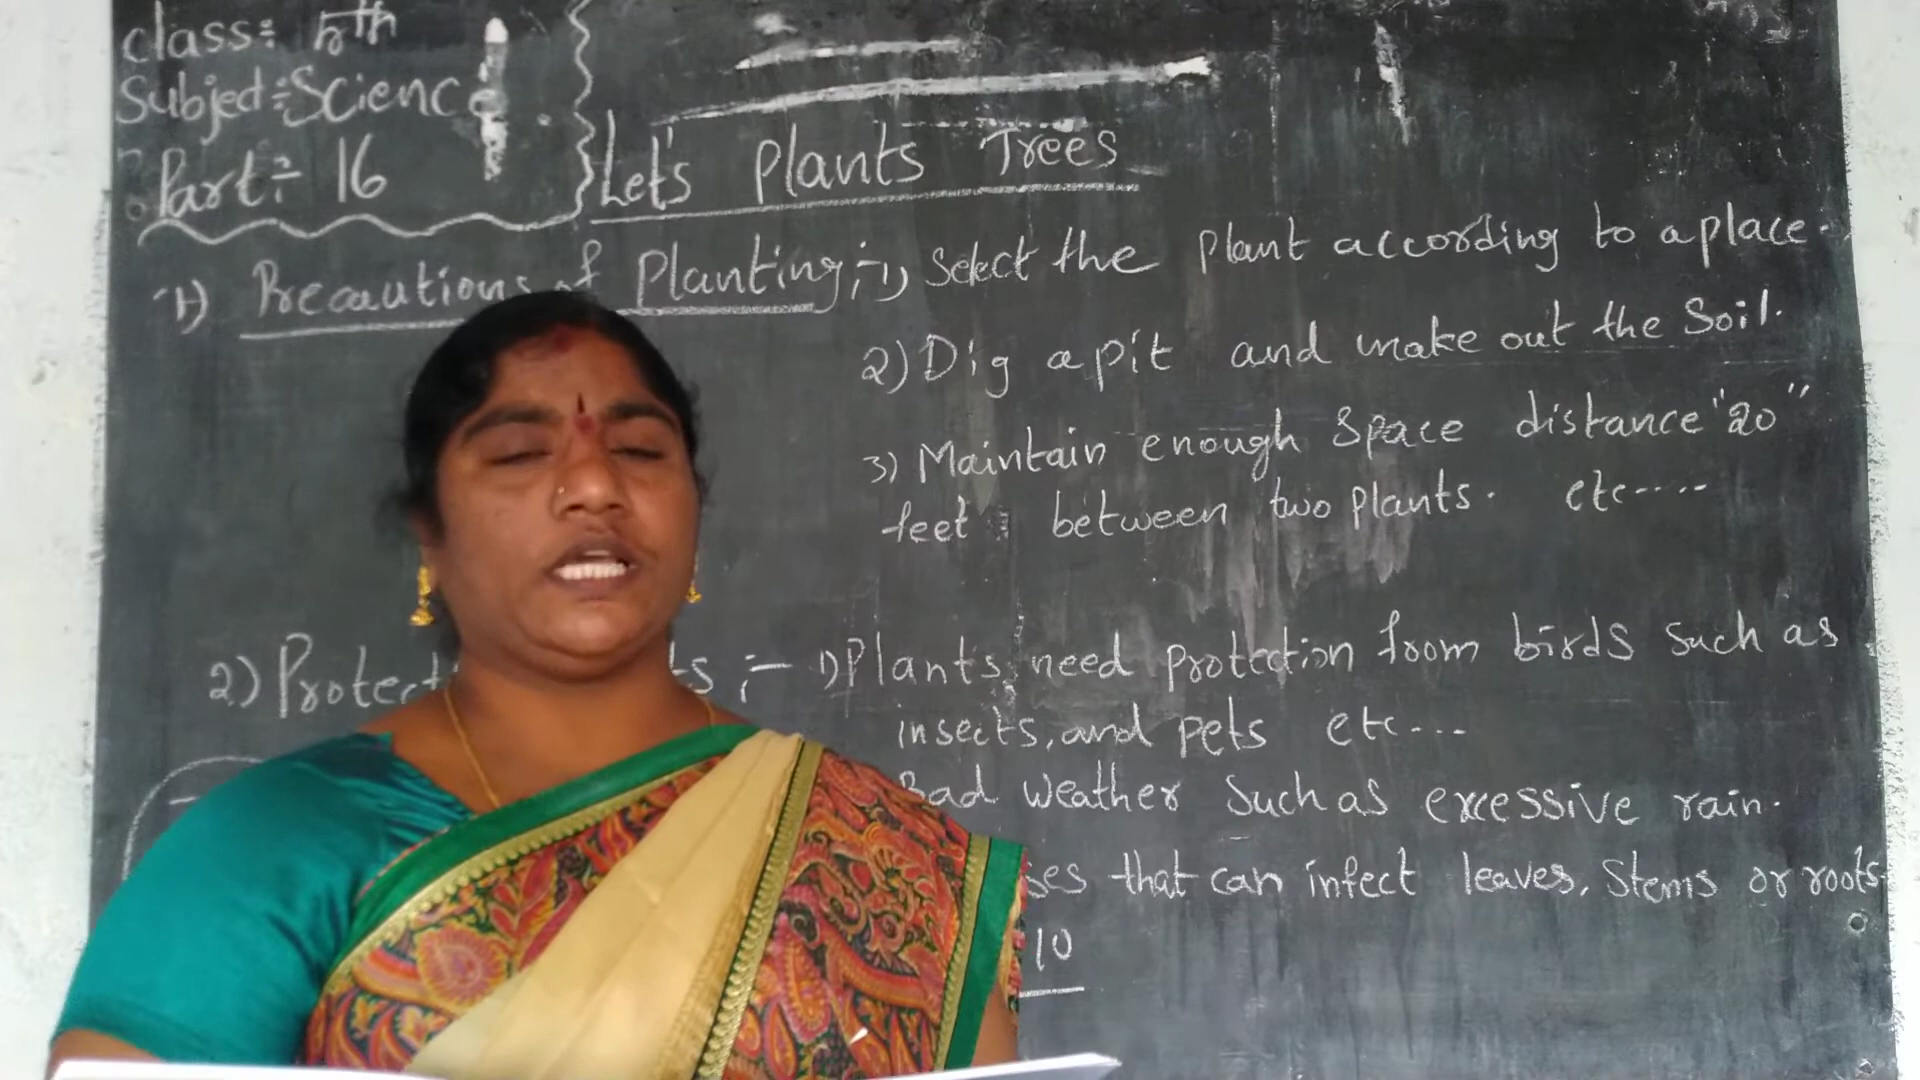 class:- 5th
Subject:- Science
Part:- 16
Let's Plants Trees
1) Precautions of Planting :- 1) Select the Plant according to a place.
2) Dig a pit and make out the Soil.
3) Maintain enough Space distance "20"
feet between two plants. etc.....
2) Protect :- 1) Plants need protection from birds such as
insects, and pets etc...
Bad weather Such as excessive rain.
that can infect leaves, Stems or roots
10